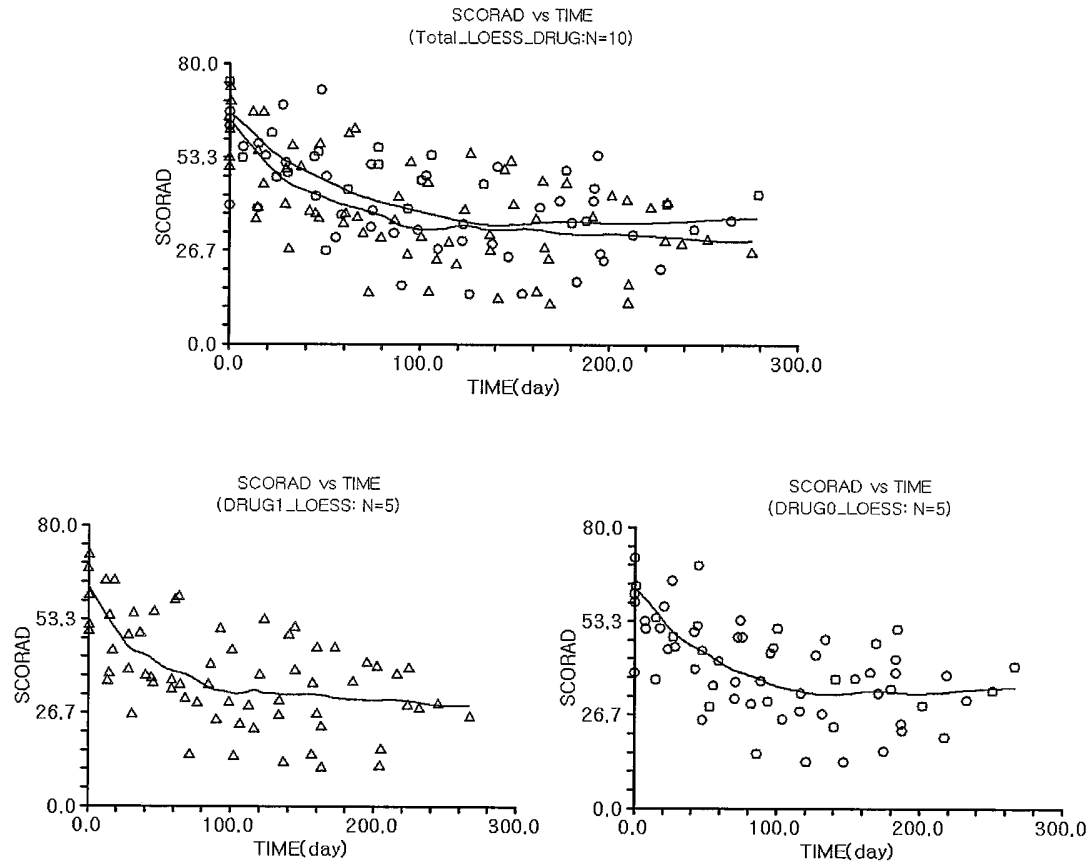 SCORAD vs TIME
(Total_LOESS_DRUG:N=10)
80.0
53.3
26.7
0.0
SCORAD
0.0
100.0
200.0
300.0
TIME(day)
SCORAD vs TIME
(DRUG1_LOESS: N=5)
80.0
53.3
26.7
0.0
SCORAD
0.0
100.0
200.0
300.0
TIME(day)
SCORAD vs TIME
(DRUG0_LOESS: N=5)
80.0
53.3
26.7
0.0
SCORAD
0.0
100.0
200.0
300.0
TIME(day)